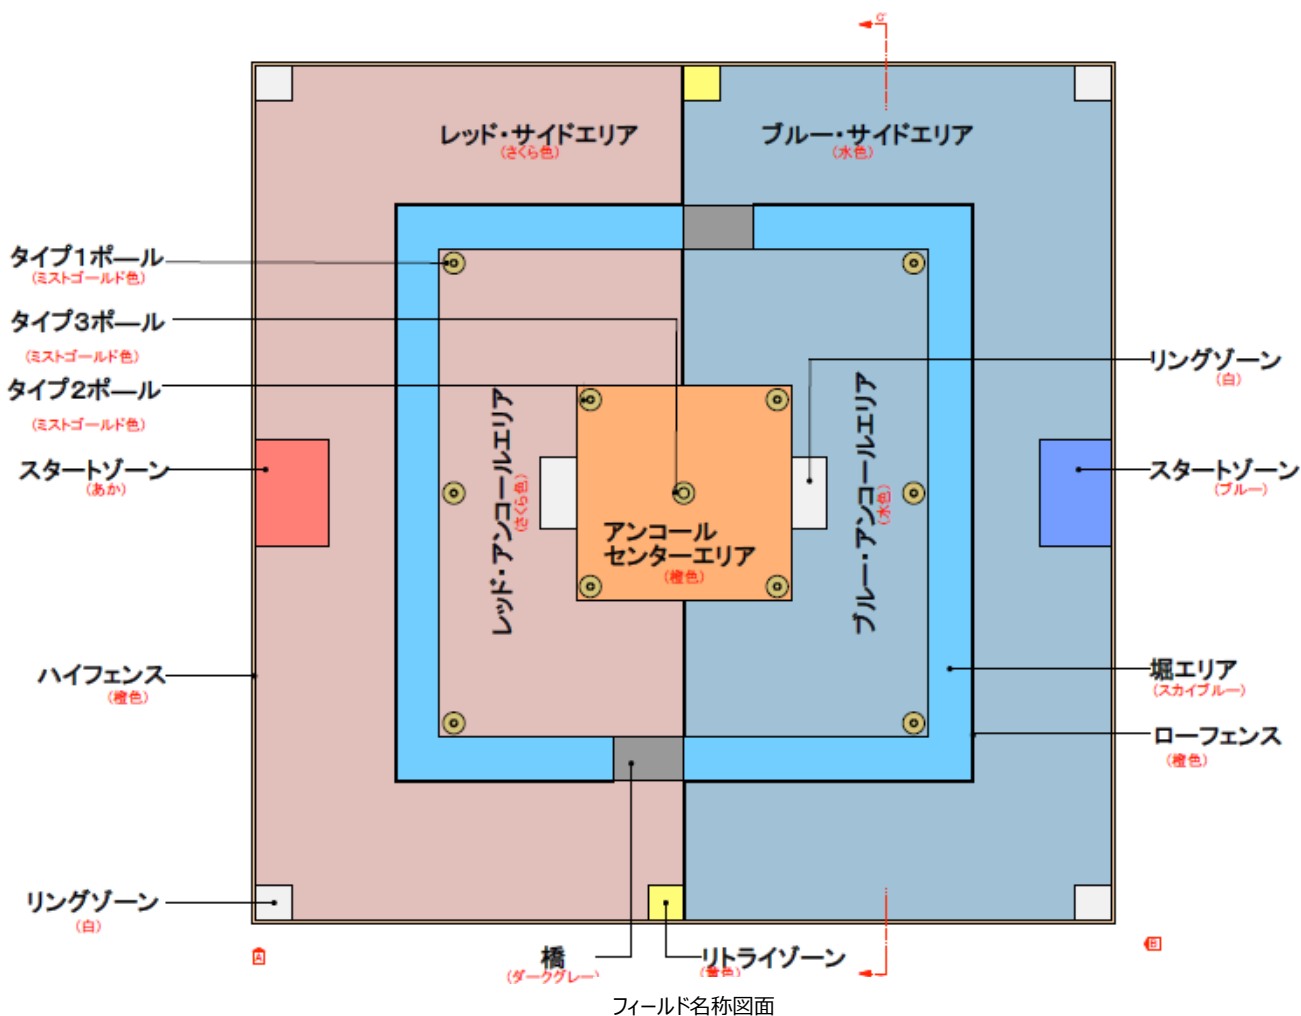 C'
レッド・サイドエリア
(さくら色)
ブルー・サイドエリア
(水色)
タイプ1ポール
(ミストゴールド色)
タイプ3ポール
(ミストゴールド色)
タイプ2ポール
(ミストゴールド色)
スタートゾーン
(あか)
ハイフェンス
(橙色)
リングゾーン
(白)
レッド・アンコールエリア
(さくら色)
アンコール
センターエリア
(橙色)
ブルー・アンコールエリア
(水色)
リングゾーン
(白)
スタートゾーン
(ブルー)
堀エリア
(スカイブルー)
ローフェンス
(橙色)
A
B
橋
(ダークグレー)
リトライゾーン
(黄色)
フィールド名称図面